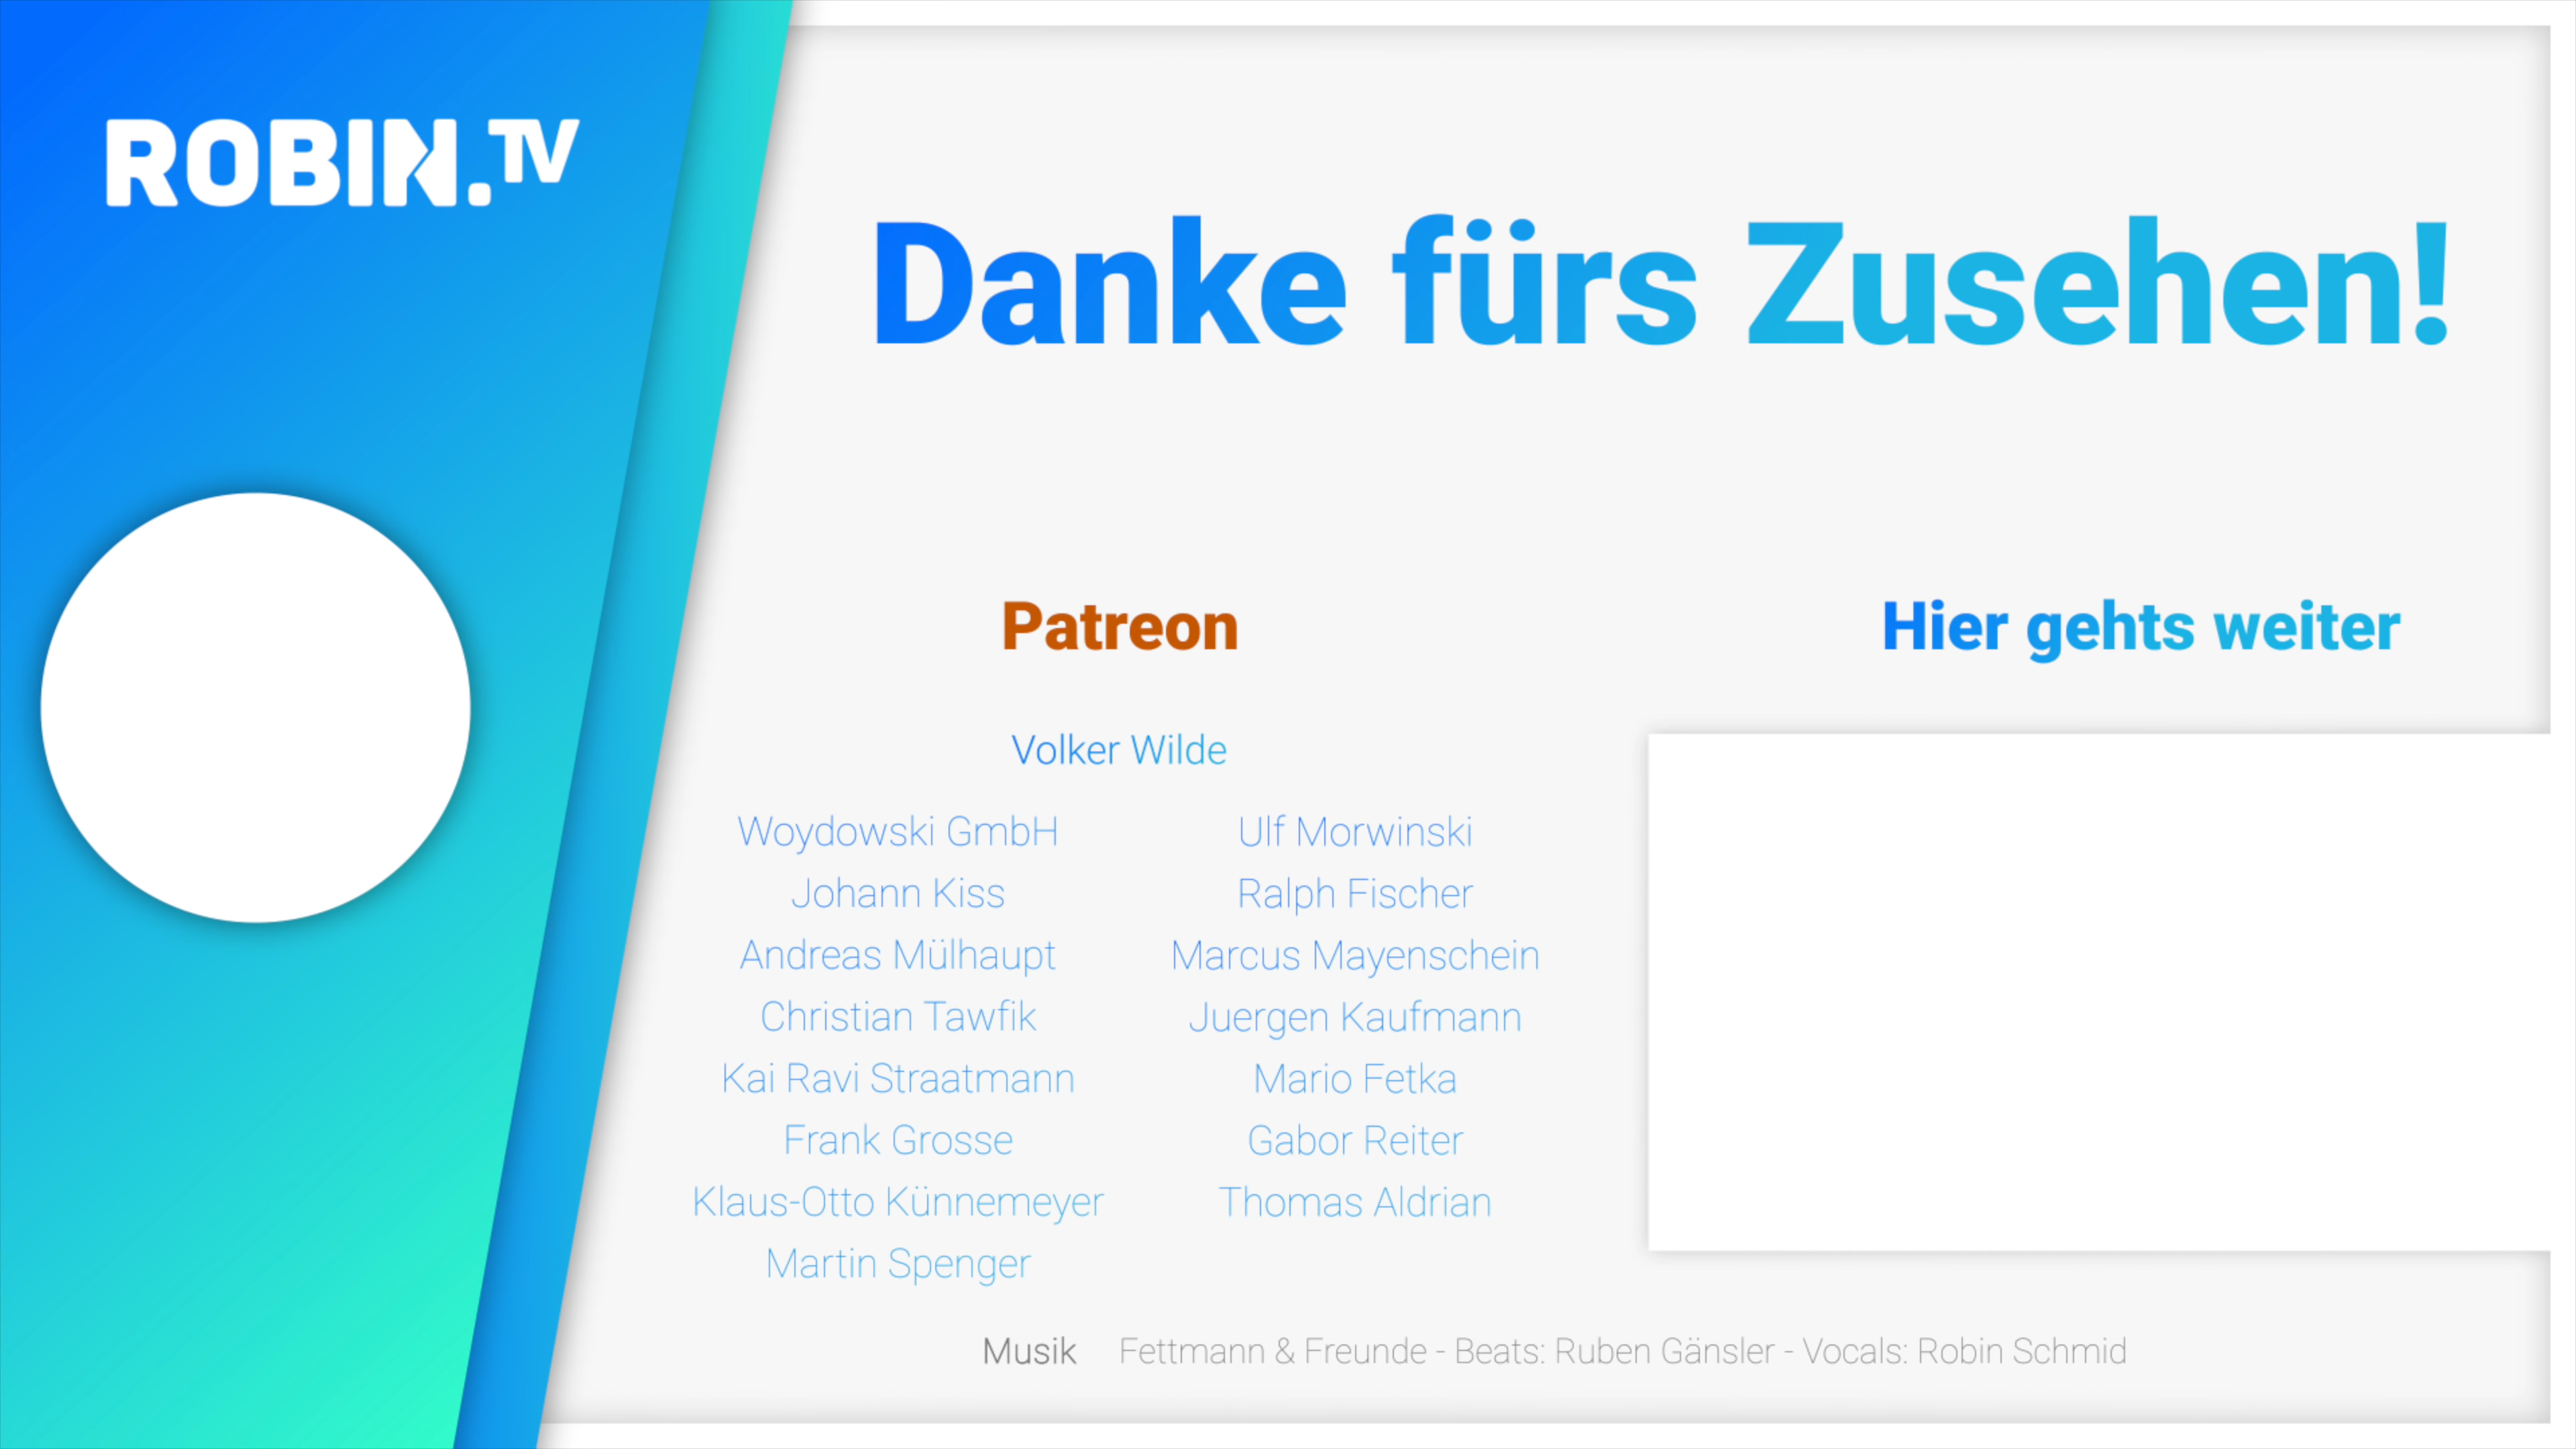 ROBIN.TV
Danke fürs Zusehen!
Patreon
Volker Wilde
Woydowski GmbH
Johann Kiss
Andreas Mülhaupt
Christian Tawfik
Kai Ravi Straatmann
Frank Grosse
Klaus-Otto Künnemeyer
Martin Spenger
Ulf Morwinski
Ralph Fischer
Marcus Mayenschein
Juergen Kaufmann
Mario Fetka
Gabor Reiter
Thomas Aldrian
Hier gehts weiter
Musik Fettmann & Freunde - Beats: Ruben Gänsler - Vocals: Robin Schmid